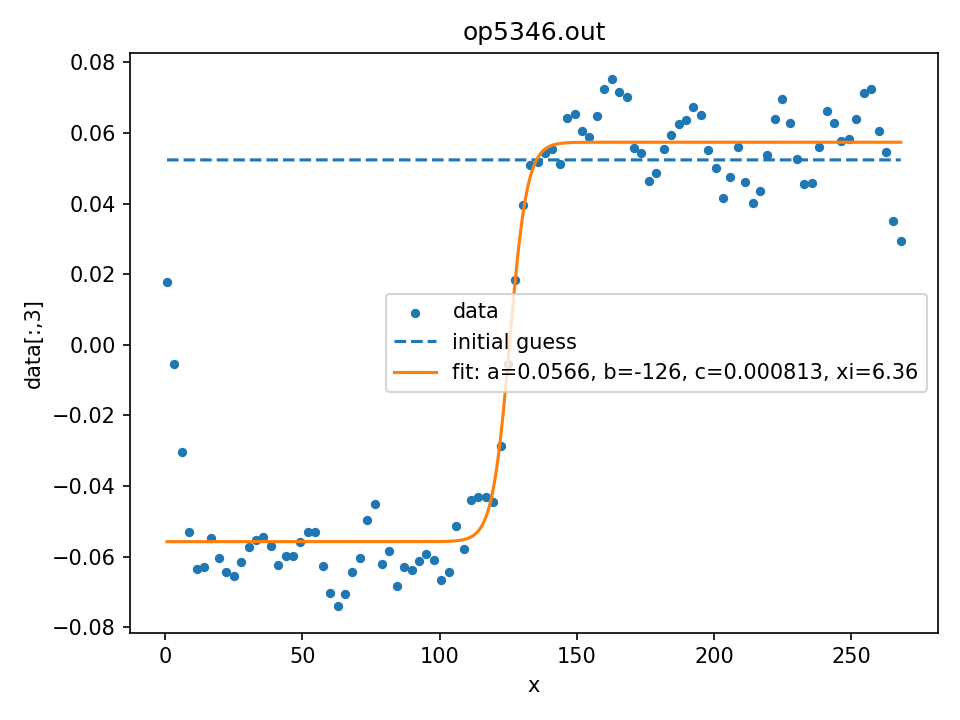 op5346.out
0.08
0.06
0.04
0.02
0.00
−0.02
−0.04
−0.06
−0.08
data[:,3]
data
initial guess
fit: a=0.0566, b=-126, c=0.000813, xi=6.36
0 50 100 150 200 250
x